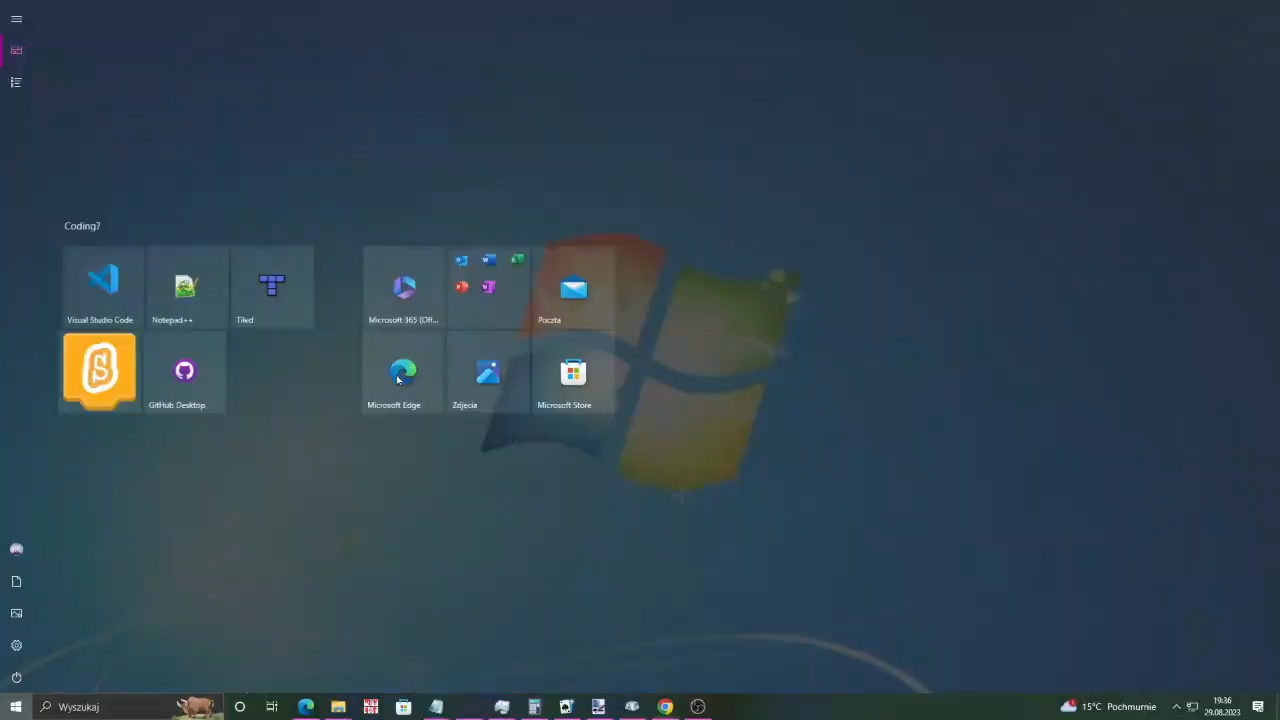 Coding?
Visual Studio Code
Notepad++
Tiled
Microsoft 365 (Off...
Poczta
GitHub Desktop
Microsoft Edge
Zdjęcia
Microsoft Store
Wyszukaj
15°C Pochmurnie
19:36
29.08.2023